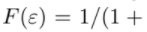 F(ε) = 1/(1 +